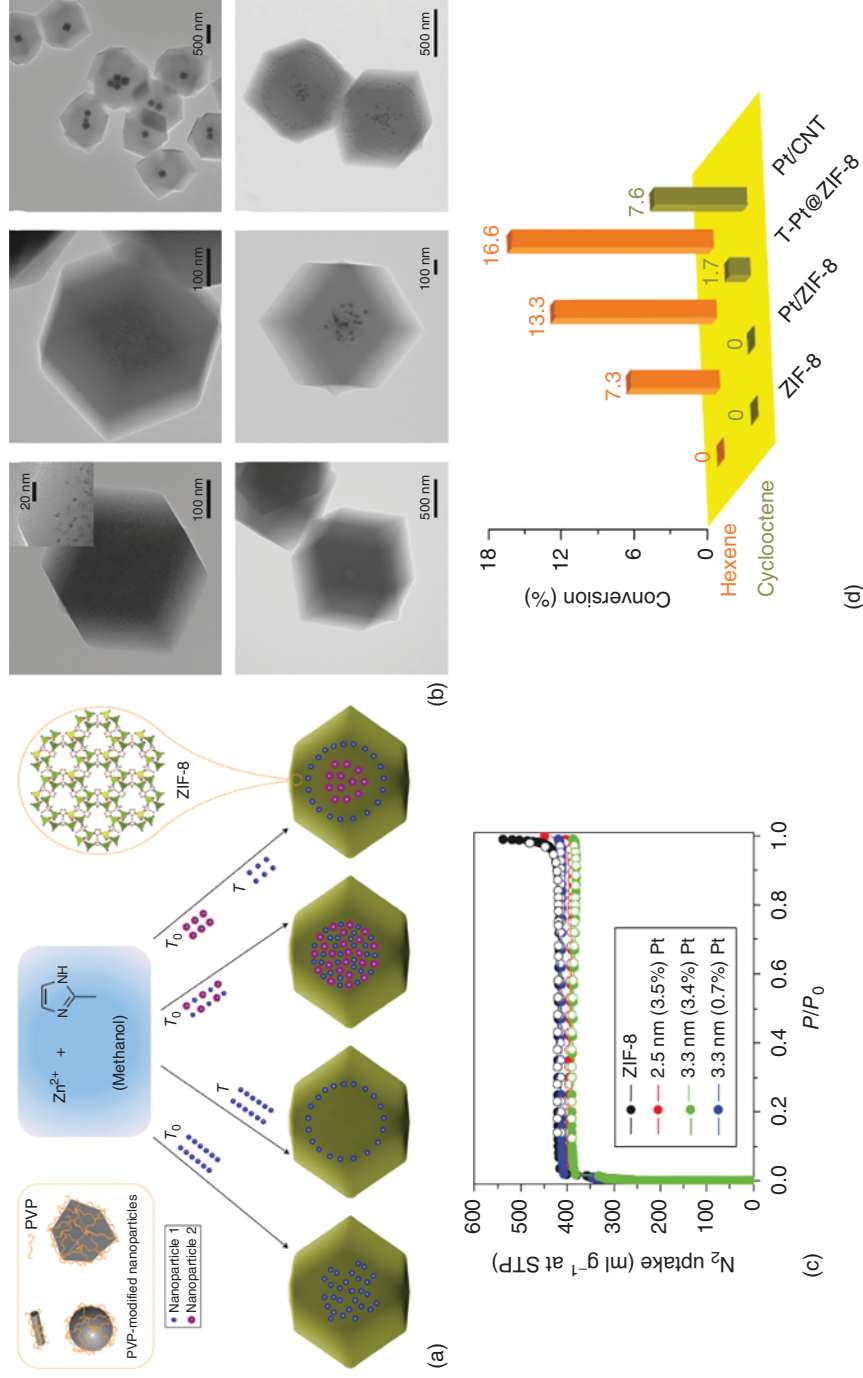 PVP
PVP-modified nanoparticles
Nanoparticle 1
Nanoparticle 2
Zn2+ +
N
NH
(Methanol)
T0
T
T0
T0
T
ZIF-8
(a)
20 nm
100 nm
100 nm
500 nm
500 nm
100 nm
500 nm
(b)
N2 uptake (ml g−1 at STP)
600
500
400
300
200
100
0
0.0
0.2
0.4
0.6
0.8
1.0
P/P0
ZIF-8
2.5 nm (3.5%) Pt
3.3 nm (3.4%) Pt
3.3 nm (0.7%) Pt
(c)
Conversion (%)
18
12
6
0
Hexene
Cyclooctene
0
7.3
13.3
16.6
0
0
1.7
7.6
ZIF-8
Pt/ZIF-8
T-Pt@ZIF-8
Pt/CNT
(d)